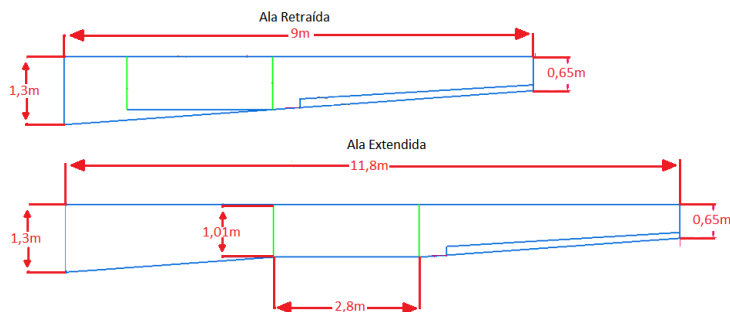 Ala Retraída
9m
1,3m
0,65m
Ala Extendida
11,8m
1,3m
1,01m
0,65m
2,8m